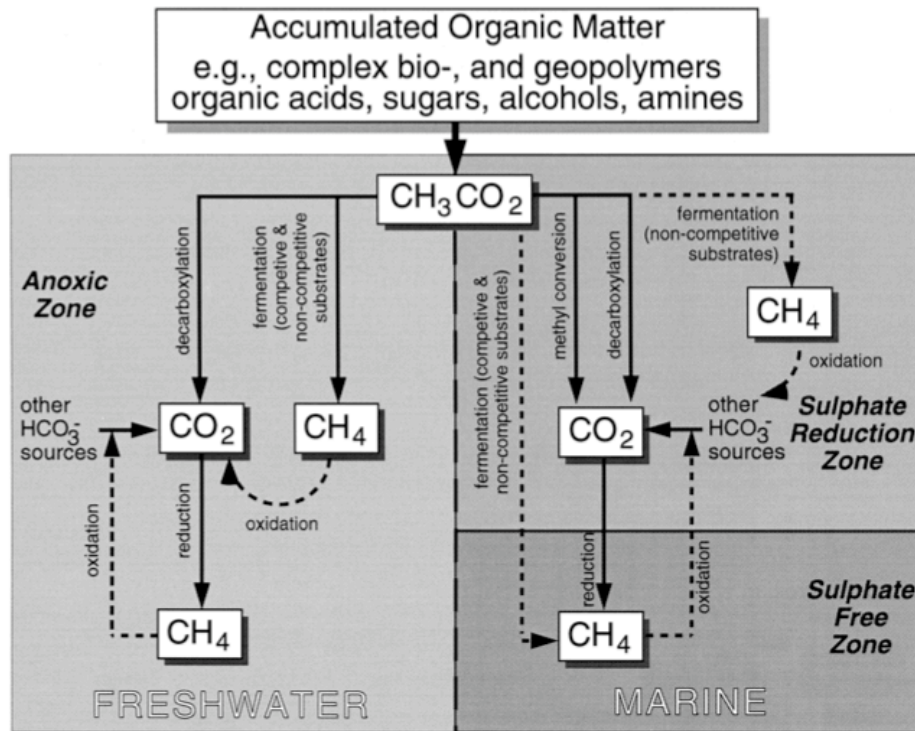 Accumulated Organic Matter
e.g., complex bio-, and geopolymers
organic acids, sugars, alcohols, amines
CH3CO2
Anoxic
Zone
decarboxylation
fermentation
(competive &
non-competitive
substrates)
other
HCO3-
sources
CO2
CH4
oxidation
oxidation
reduction
CH4
FRESHWATER
fermentation (competive &
non-competitive substrates)
methyl conversion
decarboxylation
fermentation
(non-competitive
substrates)
CH4
oxidation
CO2
other
HCO3-
sources
Sulphate
Reduction
Zone
reduction
oxidation
CH4
Sulphate
Free
Zone
MARINE